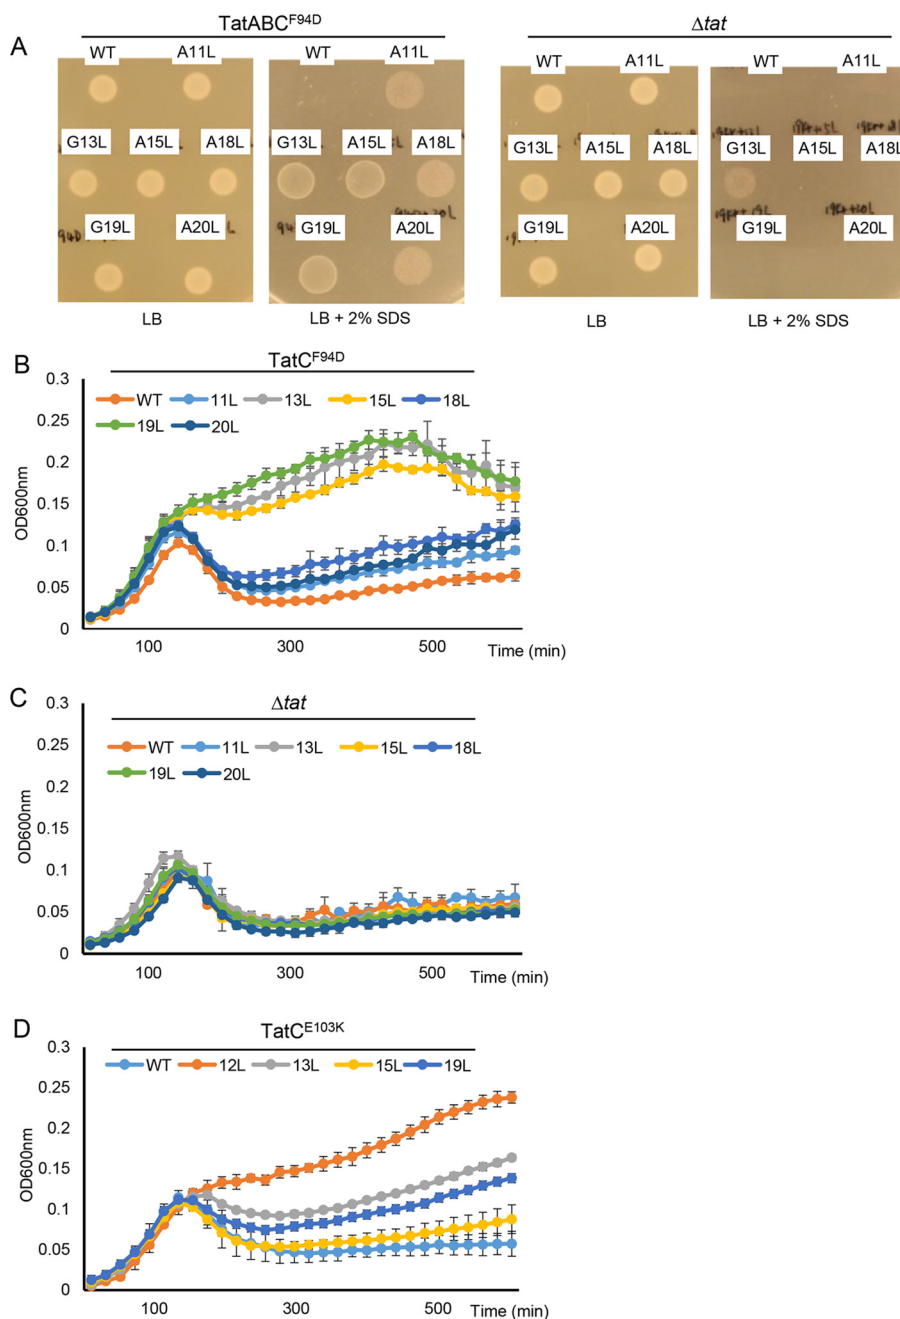 A
TatABC^F94D
Δtat
WT A11L
G13L A15L A18L
G19L A20L
LB
WT A11L
G13L A15L A18L
G19L A20L
LB + 2% SDS
WT A11L
G13L A15L A18L
G19L A20L
LB
WT A11L
G13L A15L A18L
G19L A20L
LB + 2% SDS
B
TatC^F94D
WT 11L 13L 15L 18L
19L 20L
OD600nm
0.3
0.25
0.2
0.15
0.1
0.05
0
100 300 500 Time (min)
C
Δtat
WT 11L 13L 15L 18L
19L 20L
OD600nm
0.3
0.25
0.2
0.15
0.1
0.05
0
100 300 500 Time (min)
D
TatC^E103K
WT 12L 13L 15L 19L
OD600nm
0.3
0.25
0.2
0.15
0.1
0.05
0
100 300 500 Time (min)